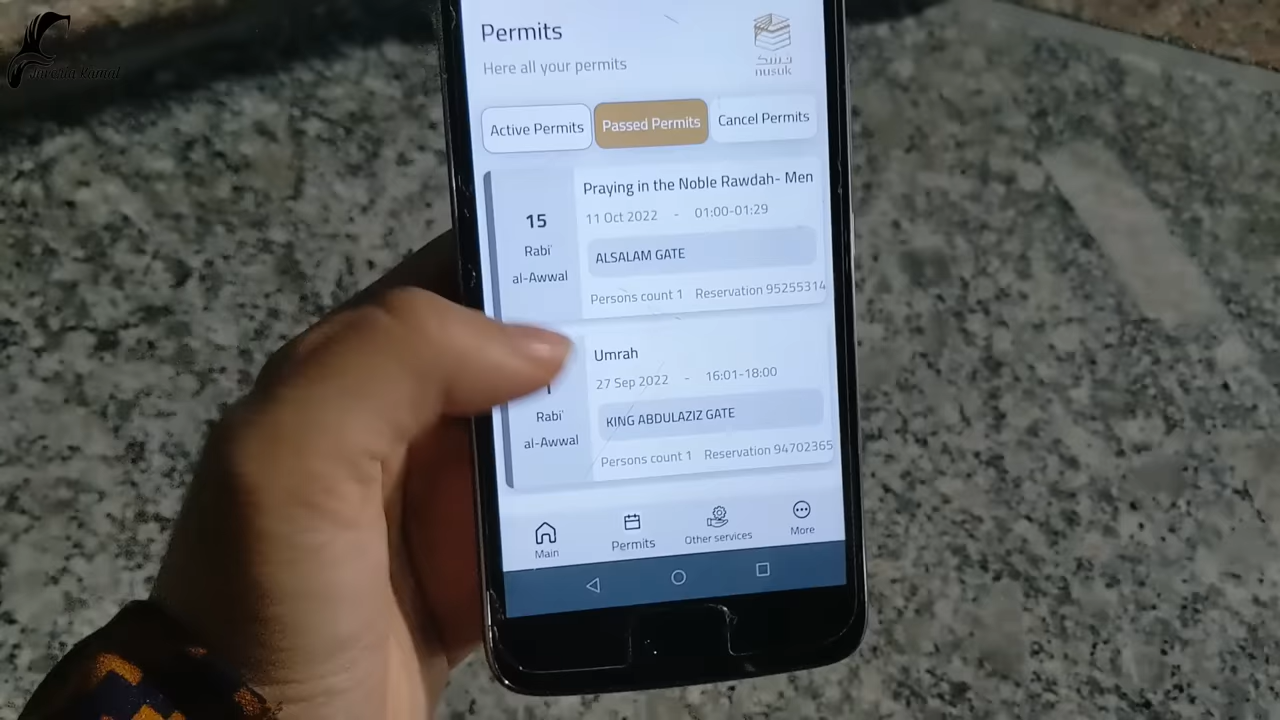 Permits
Here all your permits
نسك
nusuk
Active Permits
Passed Permits
Cancel Permits
15
Rabi'
al-Awwal
Praying in the Noble Rawdah- Men
11 Oct 2022 - 01:00-01:29
ALSALAM GATE
Persons count 1 Reservation 95255314
Rabi'
al-Awwal
Umrah
27 Sep 2022 - 16:01-18:00
KING ABDULAZIZ GATE
Persons count 1 Reservation 94702365
Main
Permits
Other services
More